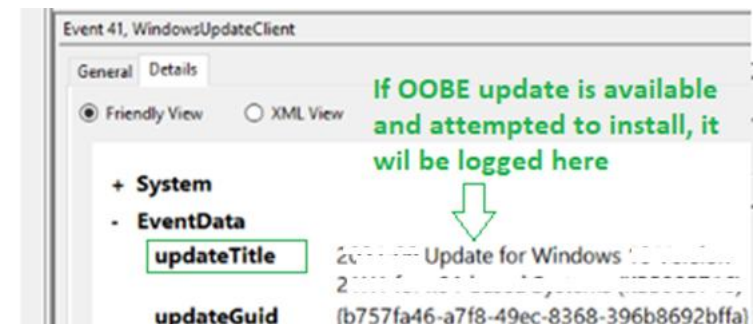 Event 41, WindowsUpdateClient
General Details
Friendly View XML View
If OOBE update is available
and attempted to install, it
wil be logged here
+ System
- EventData
updateTitle Update for Windows
updateGuid {b757fa46-a7f8-49ec-8368-396b8692bffa}